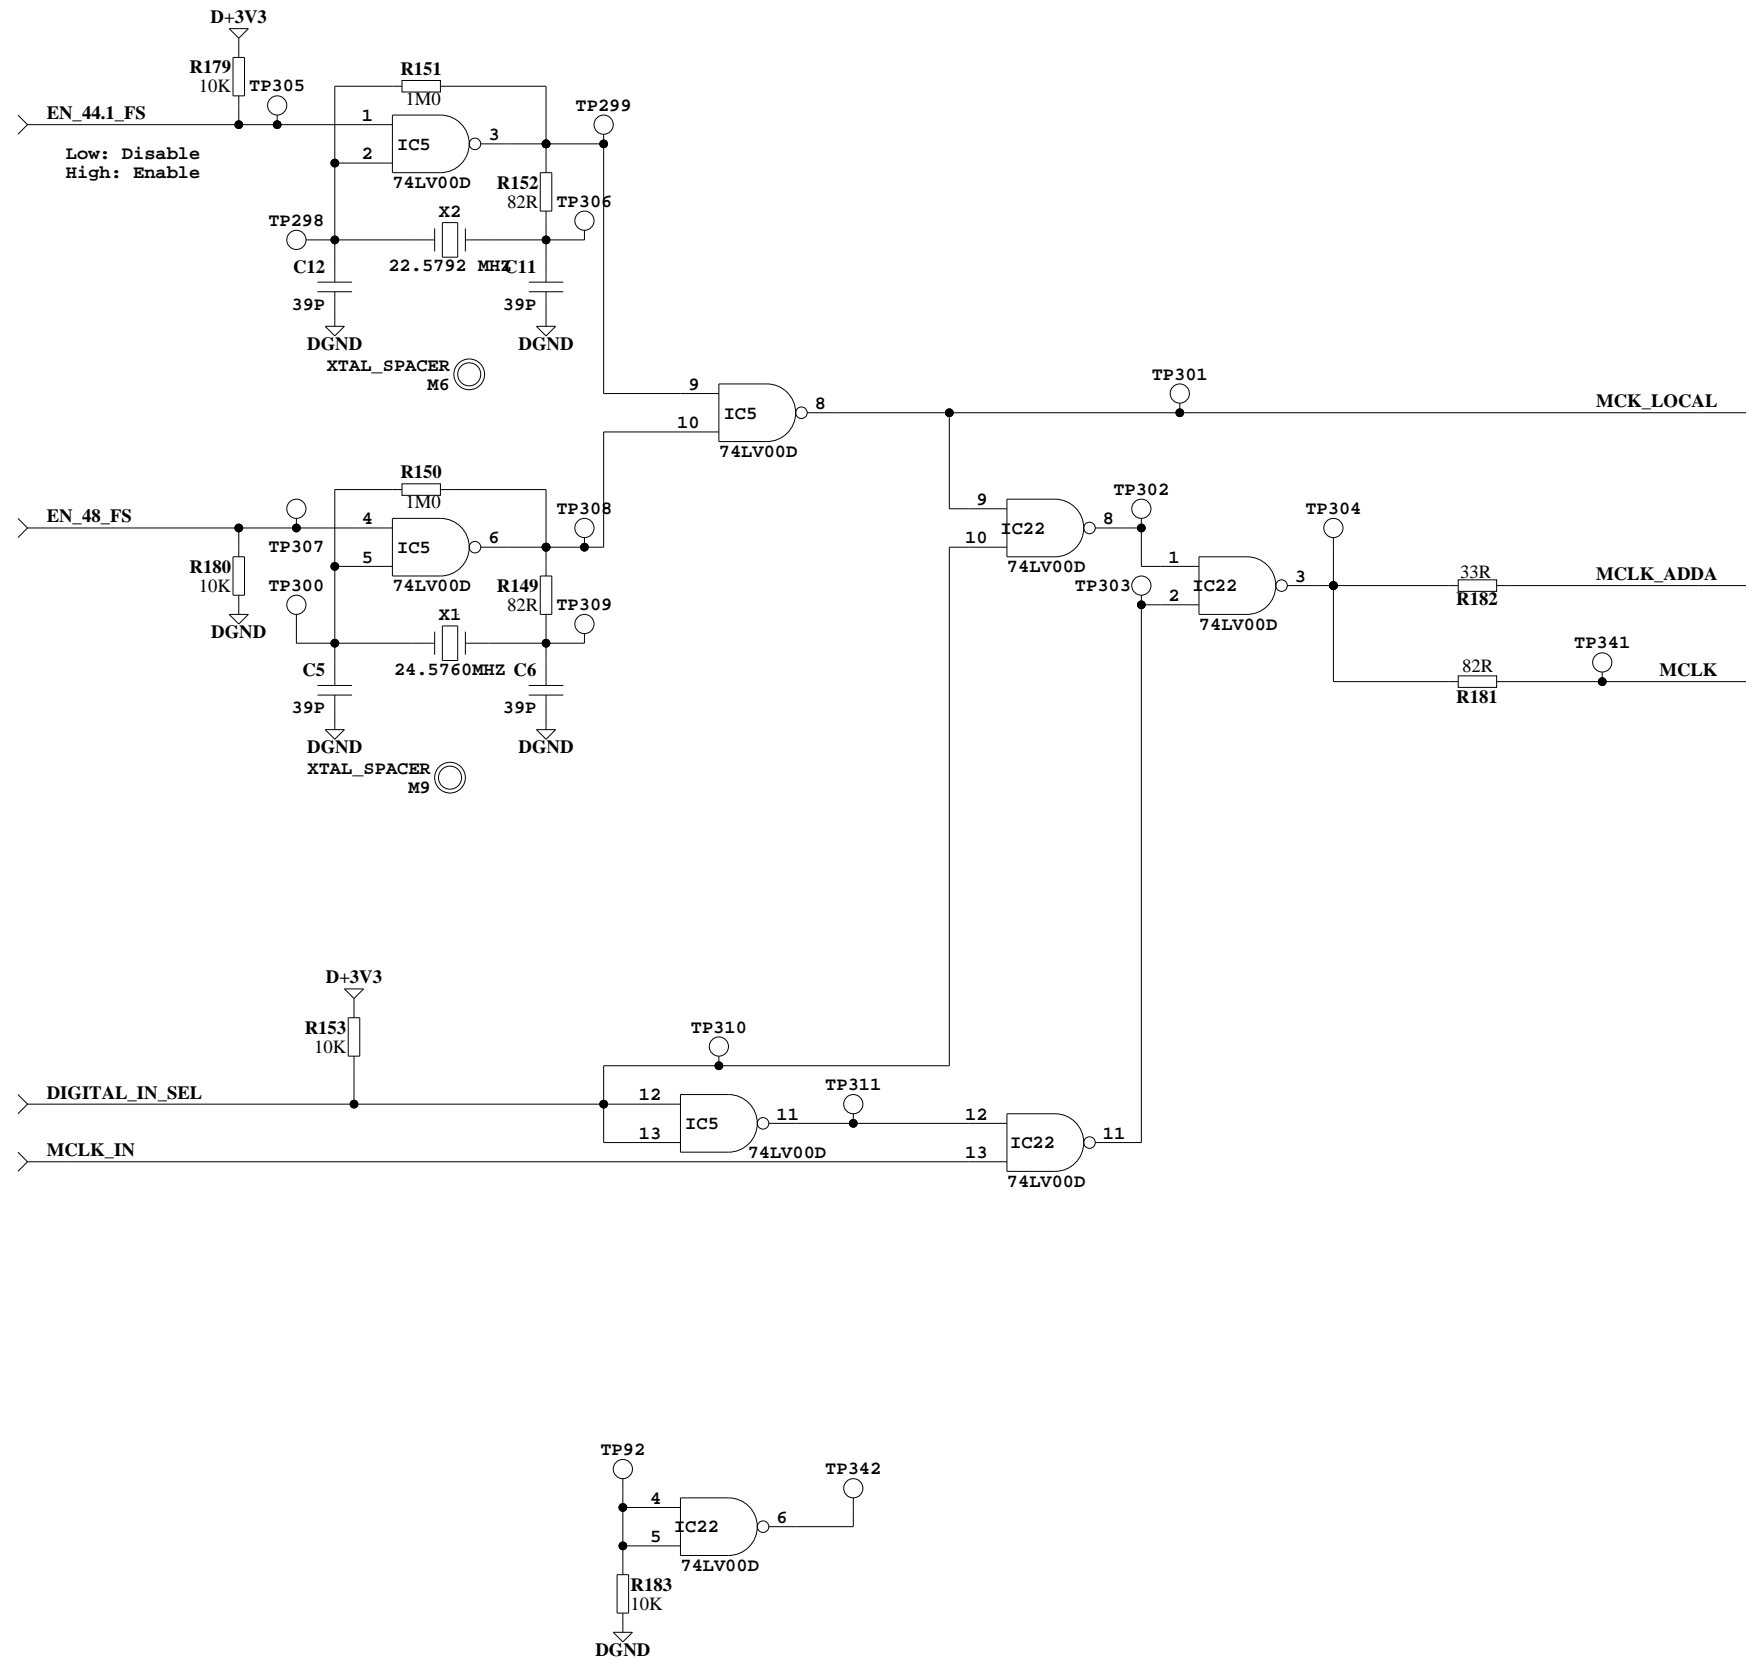 D+3V3
R179
10K
TP305
R151
1M0
EN_44.1_FS
1
2
IC5
3
74LV00D
TP299
Low: Disable
High: Enable
R152
82R
TP306
TP298
X2
22.5792 MHZ
C12
39P
C11
39P
DGND
DGND
XTAL_SPACER
M6
9
10
IC5
8
74LV00D
TP301
MCK_LOCAL
R150
1M0
EN_48_FS
TP307
4
5
IC5
6
74LV00D
TP308
R180
10K
DGND
TP300
R149
82R
TP309
X1
24.5760MHZ
C5
39P
C6
39P
DGND
DGND
XTAL_SPACER
M9
9
10
IC22
8
74LV00D
TP302
TP303
1
2
IC22
3
74LV00D
TP304
33R
R182
MCLK_ADDA
82R
R181
TP341
MCLK
D+3V3
R153
10K
TP310
DIGITAL_IN_SEL
12
13
IC5
11
74LV00D
TP311
MCLK_IN
12
13
IC22
11
74LV00D
TP92
4
5
IC22
6
74LV00D
TP342
R183
10K
DGND